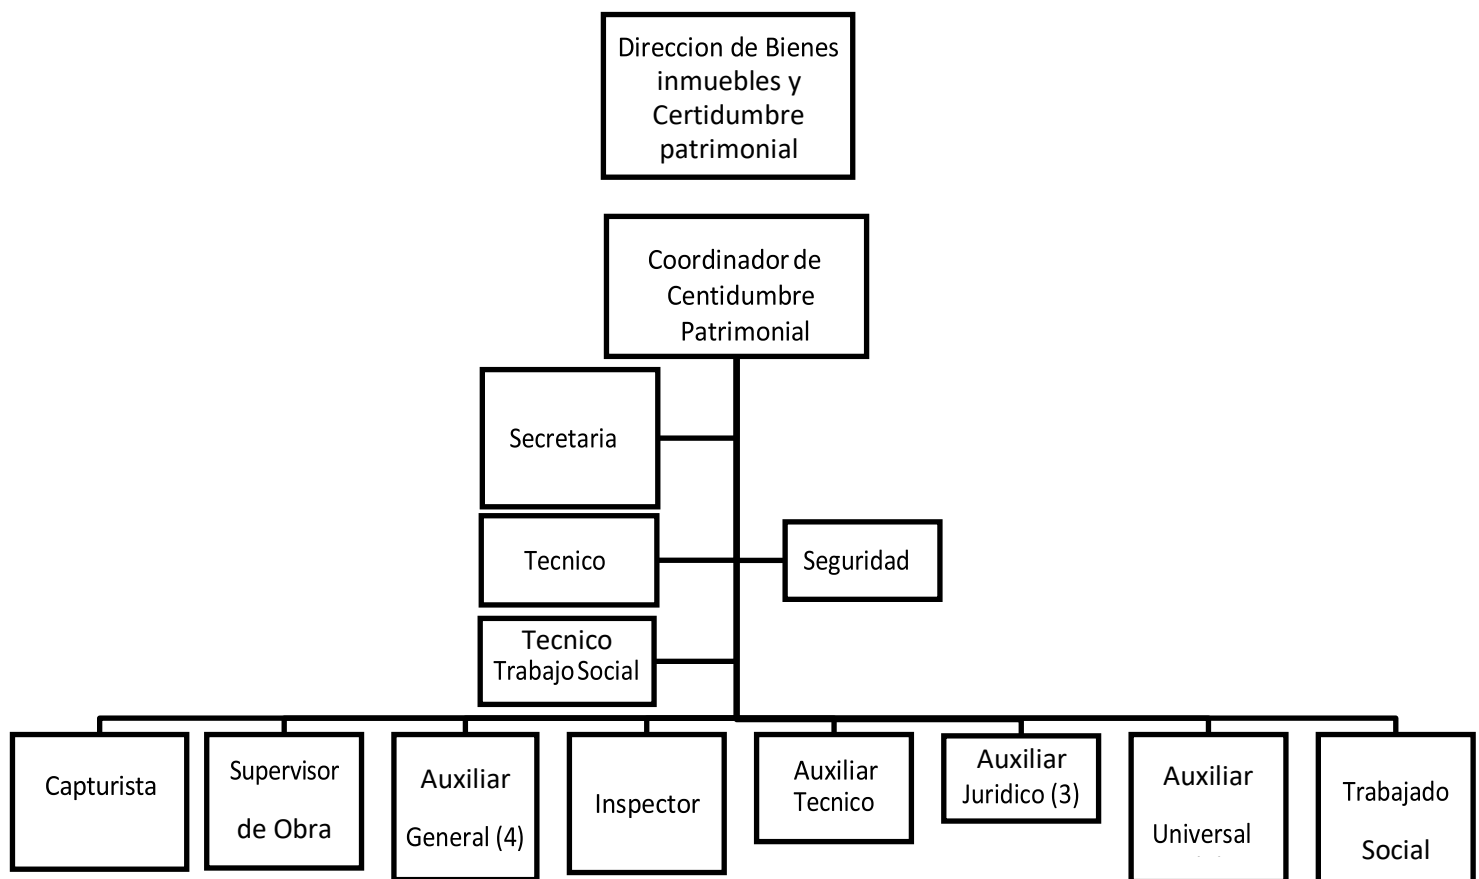 Direccion de Bienes
inmuebles y
Certidumbre
patrimonial
Coordinador de
Centidumbre
Patrimonial
Secretaria
Tecnico
Seguridad
Tecnico
Trabajo Social
Capturista
Supervisor
de Obra
Auxiliar
General (4)
Inspector
Auxiliar
Tecnico
Auxiliar
Juridico (3)
Auxiliar
Universal
Trabajado
Social